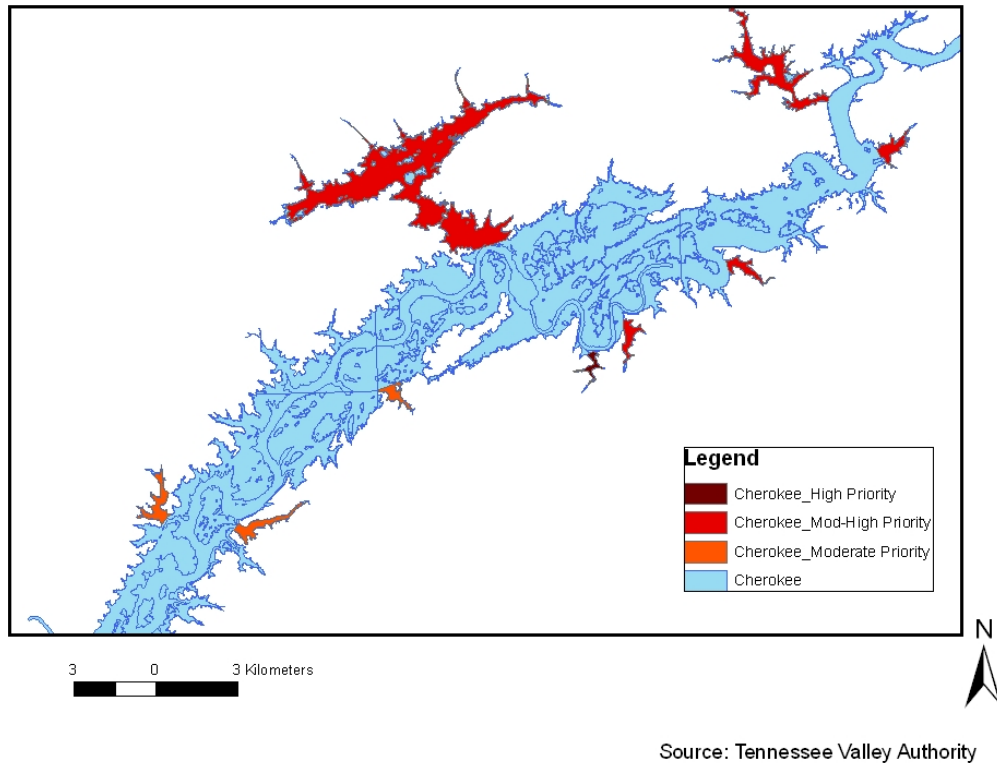 Legend
Cherokee_High Priority
Cherokee_Mod-High Priority
Cherokee_Moderate Priority
Cherokee
N
3 0 3 Kilometers
Source: Tennessee Valley Authority